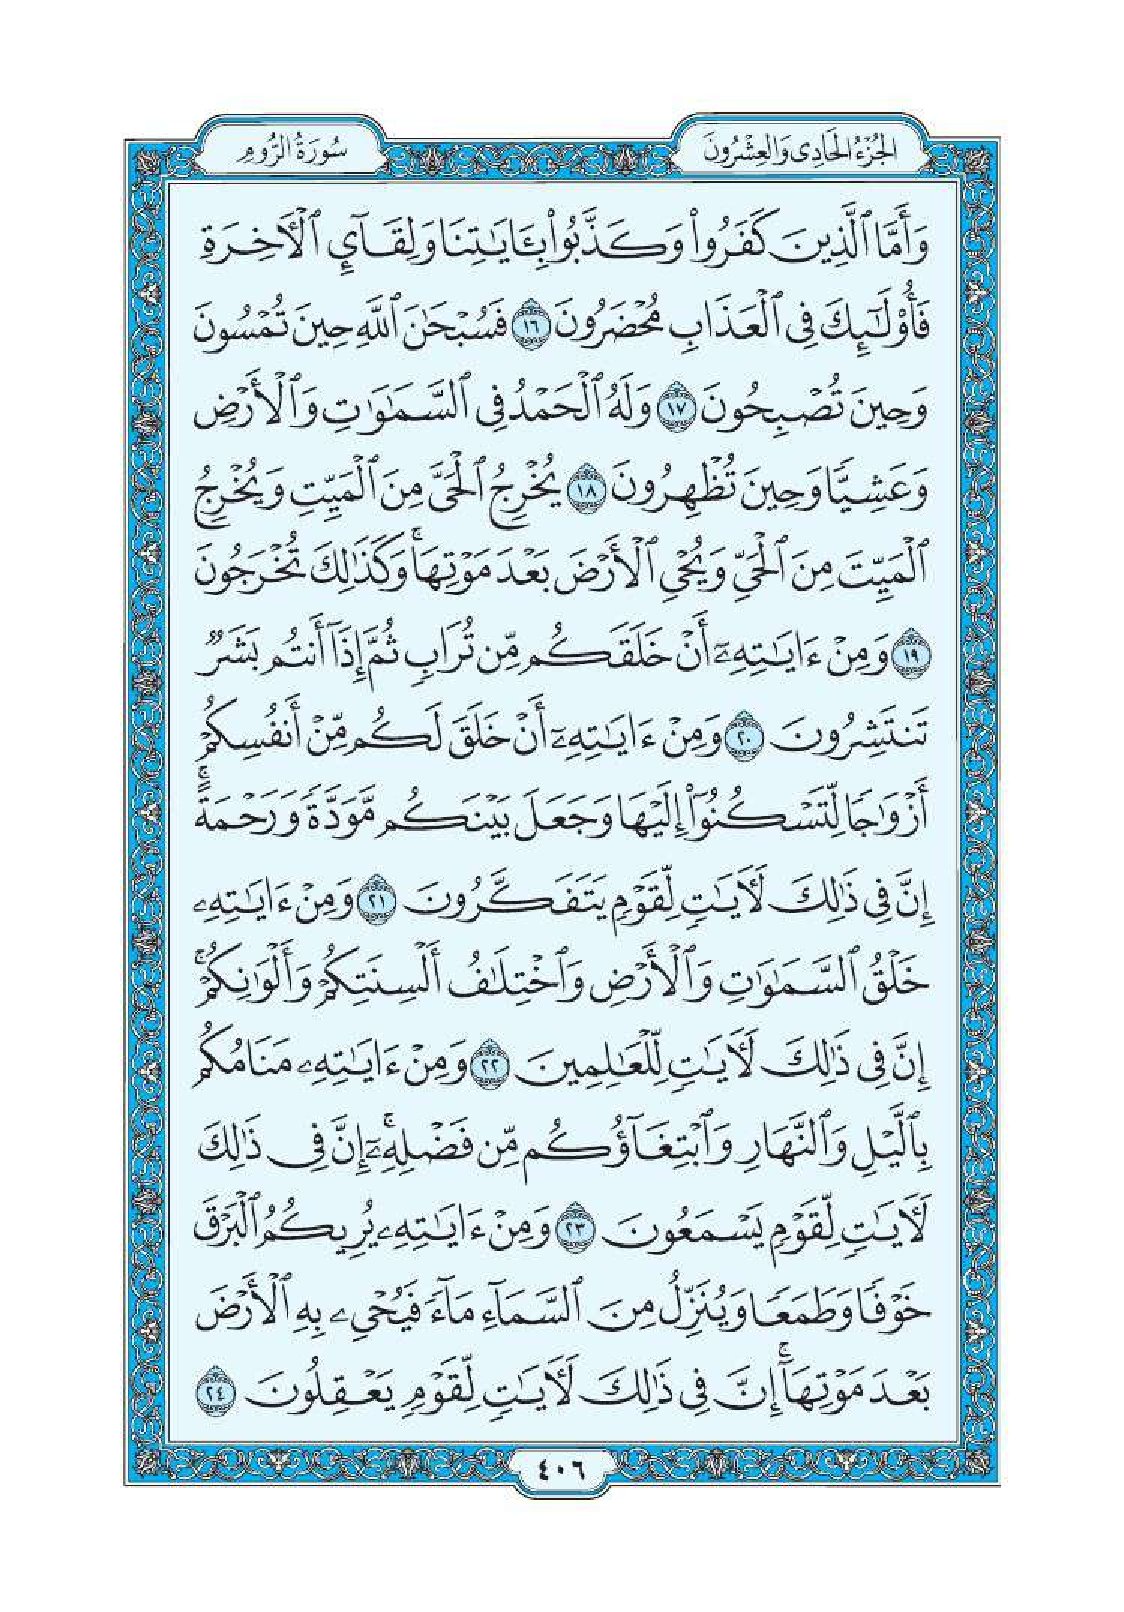 الجُزْءُ الحَادِى وَالعِشْرُونَ
سُورَةُ الرُّومِ
وَأَمَّا ٱلَّذِينَ كَفَرُوا۟ وَكَذَّبُوا۟ بِـَٔايَـٰتِنَا وَلِقَآئِ ٱلْـَٔاخِرَةِ
فَأُو۟لَـٰٓئِكَ فِى ٱلْعَذَابِ مُحْضَرُونَ ١٦ فَسُبْحَـٰنَ ٱللَّهِ حِينَ تُمْسُونَ
وَحِينَ تُصْبِحُونَ ١٧ وَلَهُ ٱلْحَمْدُ فِى ٱلسَّمَـٰوَٰتِ وَٱلْأَرْضِ
وَعَشِيًّا وَحِينَ تُظْهِرُونَ ١٨ يُخْرِجُ ٱلْحَىَّ مِنَ ٱلْمَيِّتِ وَيُخْرِجُ
ٱلْمَيِّتَ مِنَ ٱلْحَىِّ وَيُحْىِ ٱلْأَرْضَ بَعْدَ مَوْتِهَا ۚ وَكَذَٰلِكَ تُخْرَجُونَ
١٩ وَمِنْ ءَايَـٰتِهِۦٓ أَنْ خَلَقَكُم مِّن تُرَابٍ ثُمَّ إِذَآ أَنتُم بَشَرٌ
تَنتَشِرُونَ ٢٠ وَمِنْ ءَايَـٰتِهِۦٓ أَنْ خَلَقَ لَكُم مِّنْ أَنفُسِكُمْ
أَزْوَٰجًا لِّتَسْكُنُوٓا۟ إِلَيْهَا وَجَعَلَ بَيْنَكُم مَّوَدَّةً وَرَحْمَةً ۚ
إِنَّ فِى ذَٰلِكَ لَـَٔايَـٰتٍ لِّقَوْمٍ يَتَفَكَّرُونَ ٢١ وَمِنْ ءَايَـٰتِهِۦ
خَلْقُ ٱلسَّمَـٰوَٰتِ وَٱلْأَرْضِ وَٱخْتِلَـٰفُ أَلْسِنَتِكُمْ وَأَلْوَٰنِكُمْ ۚ
إِنَّ فِى ذَٰلِكَ لَـَٔايَـٰتٍ لِّلْعَـٰلِمِينَ ٢٢ وَمِنْ ءَايَـٰتِهِۦ مَنَامُكُم
بِٱلَّيْلِ وَٱلنَّهَارِ وَٱبْتِغَآؤُكُم مِّن فَضْلِهِۦٓ ۚ إِنَّ فِى ذَٰلِكَ
لَـَٔايَـٰتٍ لِّقَوْمٍ يَسْمَعُونَ ٢٣ وَمِنْ ءَايَـٰتِهِۦ يُرِيكُمُ ٱلْبَرْقَ
خَوْفًا وَطَمَعًا وَيُنَزِّلُ مِنَ ٱلسَّمَآءِ مَآءً فَيُحْىِۦ بِهِ ٱلْأَرْضَ
بَعْدَ مَوْتِهَآ ۚ إِنَّ فِى ذَٰلِكَ لَـَٔايَـٰتٍ لِّقَوْمٍ يَعْقِلُونَ ٢٤
٤٠٦